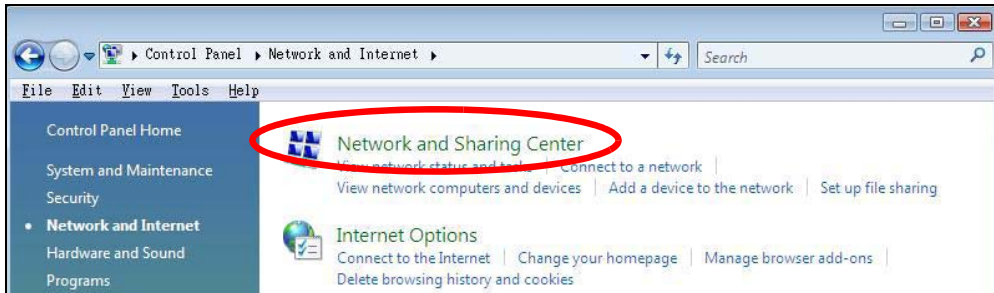 Control Panel Network and Internet
Search
File Edit View Tools Help
Control Panel Home
System and Maintenance
Security
Network and Internet
Hardware and Sound
Programs
Network and Sharing Center
View network status and tasks Connect to a network
View network computers and devices Add a device to the network Set up file sharing
Internet Options
Connect to the Internet Change your homepage Manage browser add-ons
Delete browsing history and cookies